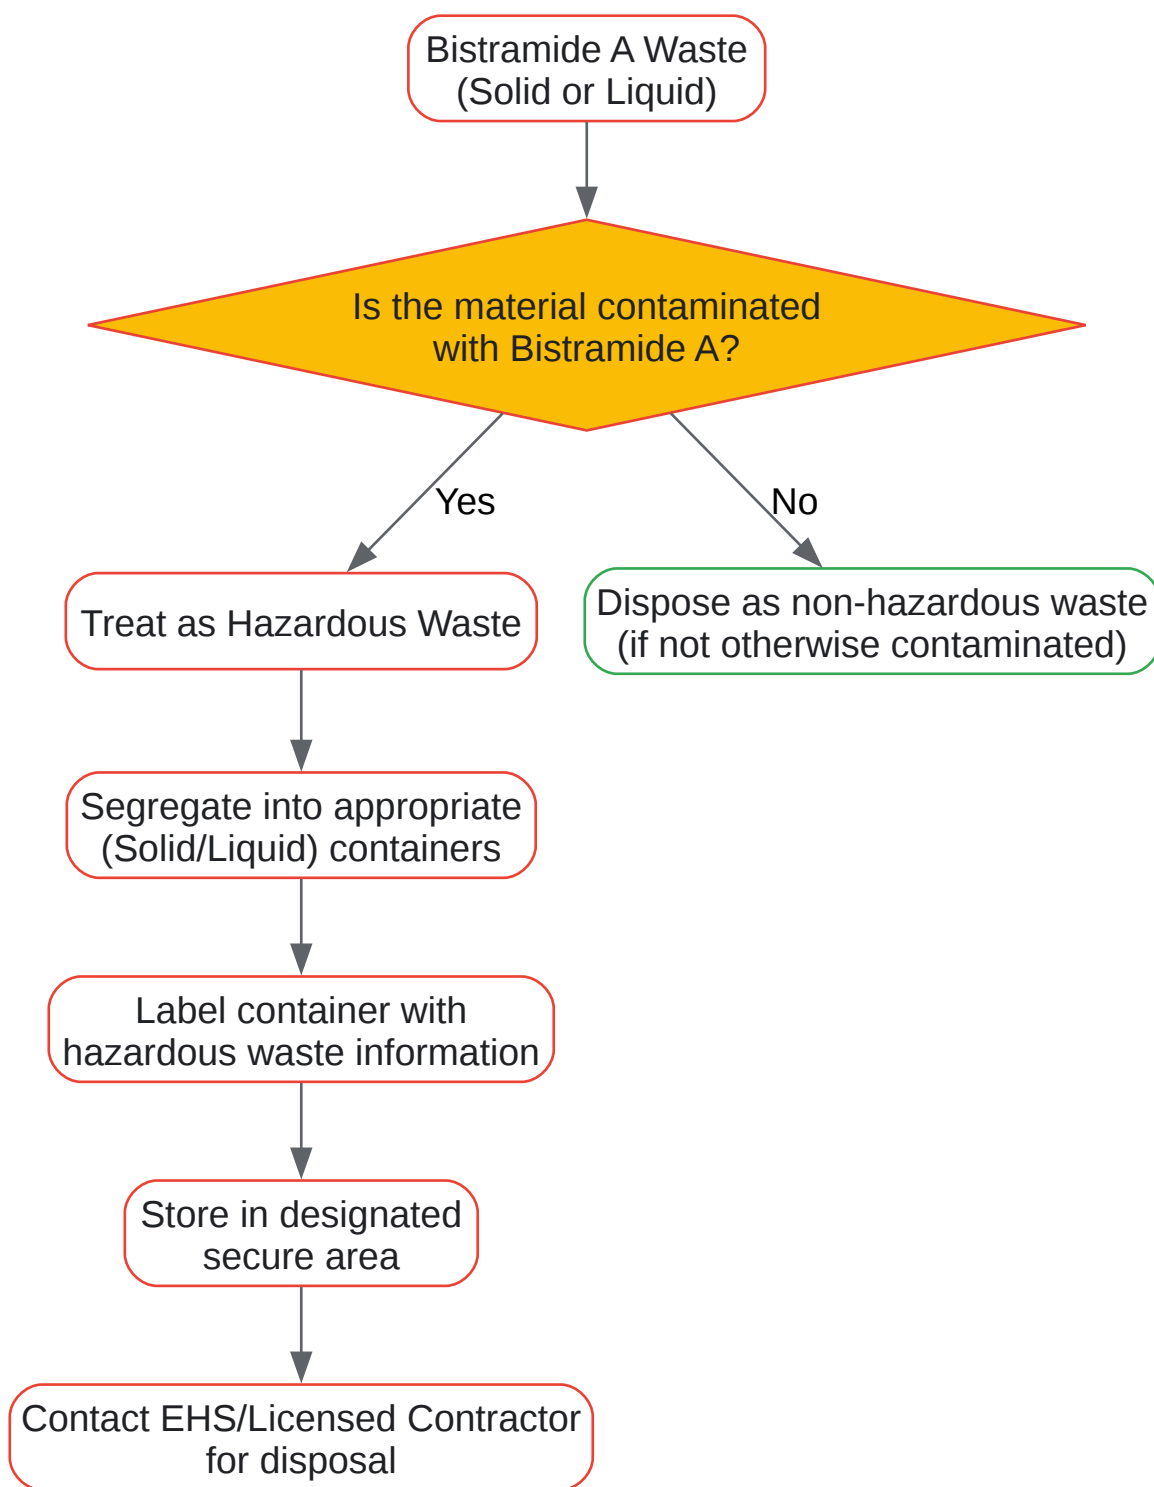 Bistramide A Waste
(Solid or Liquid)
Is the material contaminated
with Bistramide A?
Yes
No
Treat as Hazardous Waste
Dispose as non-hazardous waste
(if not otherwise contaminated)
Segregate into appropriate
(Solid/Liquid) containers
Label container with
hazardous waste information
Store in designated
secure area
Contact EHS/Licensed Contractor
for disposal